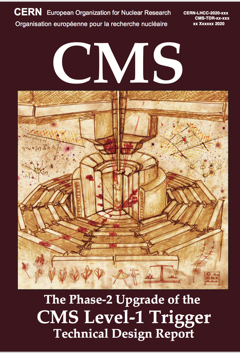 CERN European Organization for Nuclear Research
Organisation européenne pour la recherche nucléaire
CERN-LHCC-2020-xxx
CMS-TDR-xx-xxx
xx Xxxxxx 2020
CMS
The Phase-2 Upgrade of the
CMS Level-1 Trigger
Technical Design Report